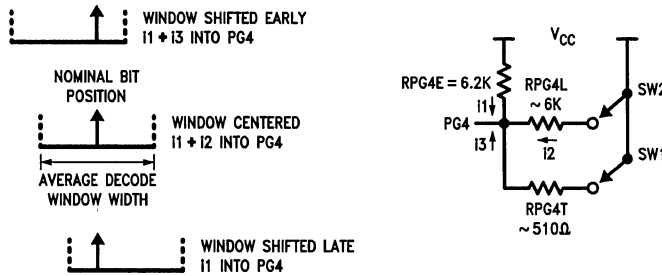 WINDOW SHIFTED EARLY
i1 + i3 INTO PG4
NOMINAL BIT
POSITION
WINDOW CENTERED
i1 + i2 INTO PG4
AVERAGE DECODE
WINDOW WIDTH
WINDOW SHIFTED LATE
i1 INTO PG4
VCC
RPG4E = 6.2K
RPG4L
~ 6K
SW2
i1
PG4
i3
i2
SW1
RPG4T
~ 510Ω